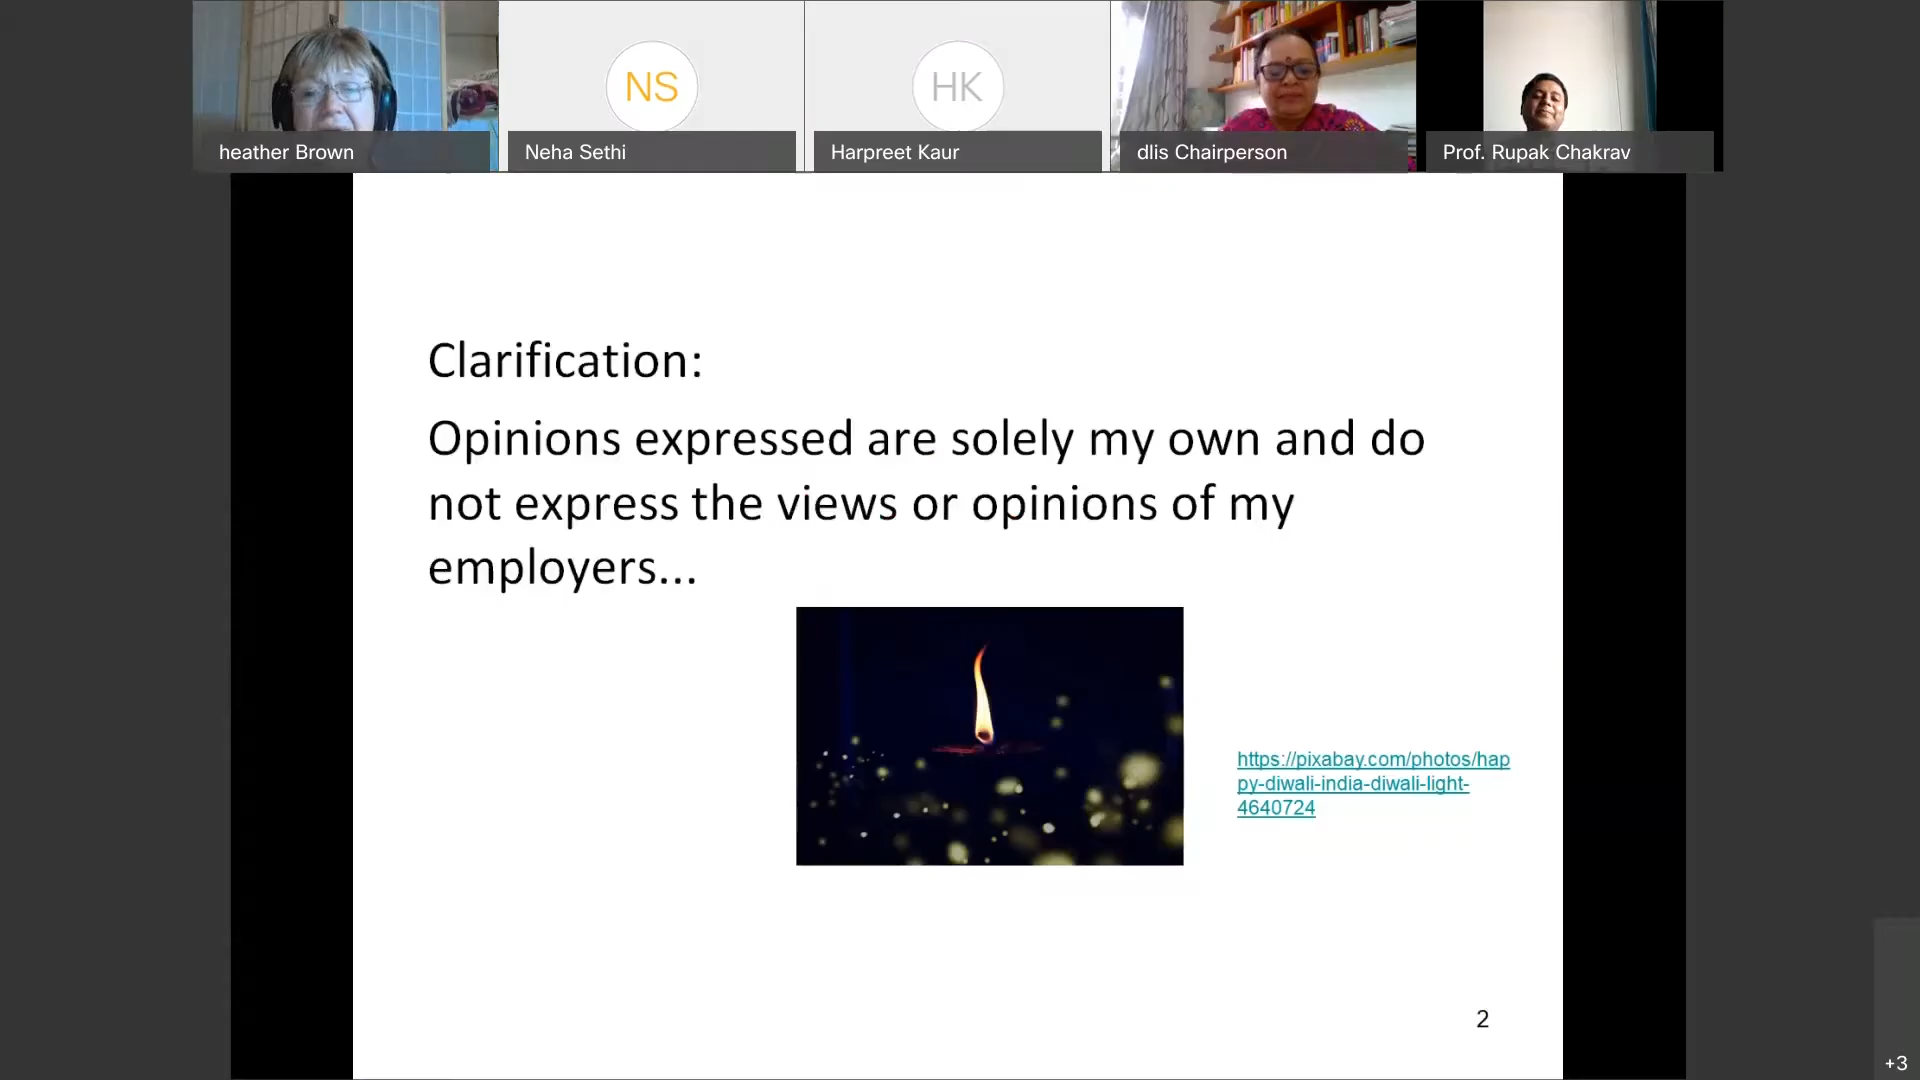 NS
HK
heather Brown
Neha Sethi
Harpreet Kaur
dlis Chairperson
Prof. Rupak Chakrav
Clarification:
Opinions expressed are solely my own and do
not express the views or opinions of my
employers...
https://pixabay.com/photos/hap
py-diwali-india-diwali-light-
4640724
2
+3